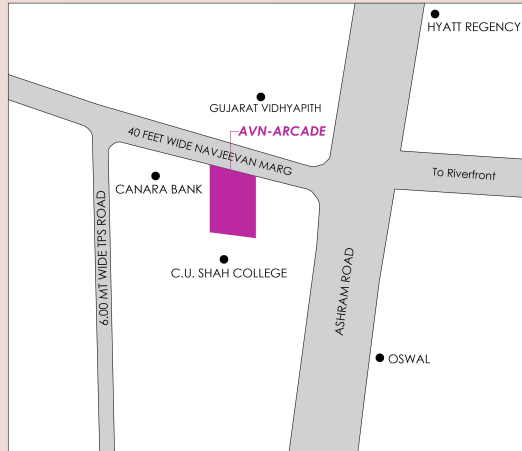 HYATT REGENCY
GUJARAT VIDHYAPITH
AVN-ARCADE
40 FEET WIDE NAVJEEVAN MARG
To Riverfront
CANARA BANK
6.00 MT WIDE TPS ROAD
C.U. SHAH COLLEGE
ASHRAM ROAD
OSWAL